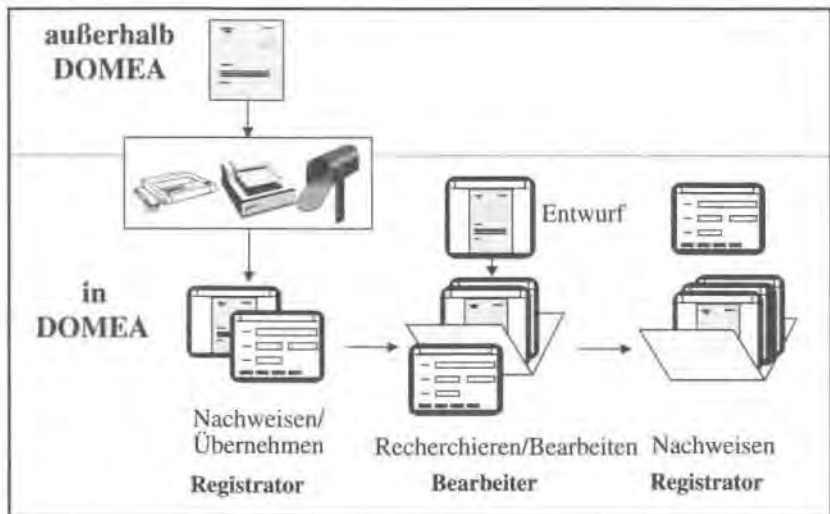 außerhalb
DOMEA
Entwurf
in
DOMEA
Nachweisen/
Übernehmen
Recherchieren/Bearbeiten
Nachweisen
Registrator
Bearbeiter
Registrator